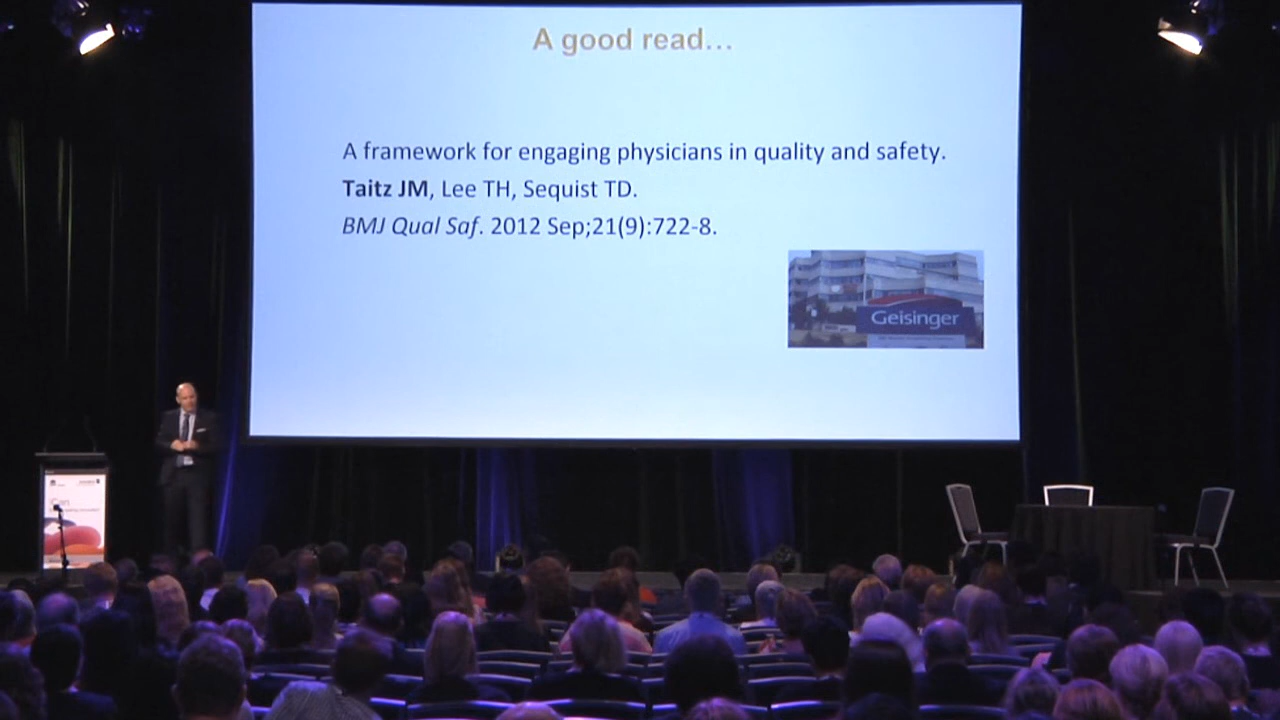 A good read...
A framework for engaging physicians in quality and safety.
Taitz JM, Lee TH, Sequist TD.
BMJ Qual Saf. 2012 Sep;21(9):722-8.
Geisinger